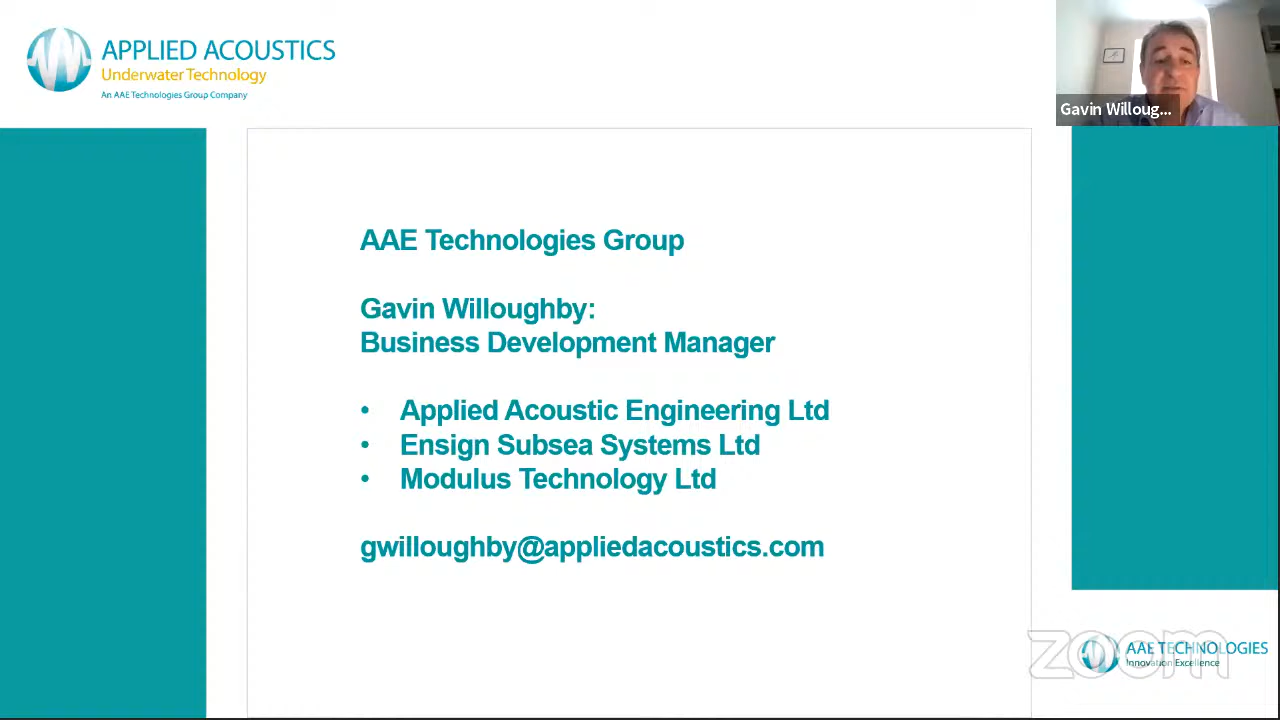 APPLIED ACOUSTICS
Underwater Technology
An AAE Technologies Group Company
Gavin Willoug...
AAE Technologies Group
Gavin Willoughby:
Business Development Manager
• Applied Acoustic Engineering Ltd
• Ensign Subsea Systems Ltd
• Modulus Technology Ltd
gwilloughby@appliedacoustics.com
zoom
AAE TECHNOLOGIES
Innovation Excellence